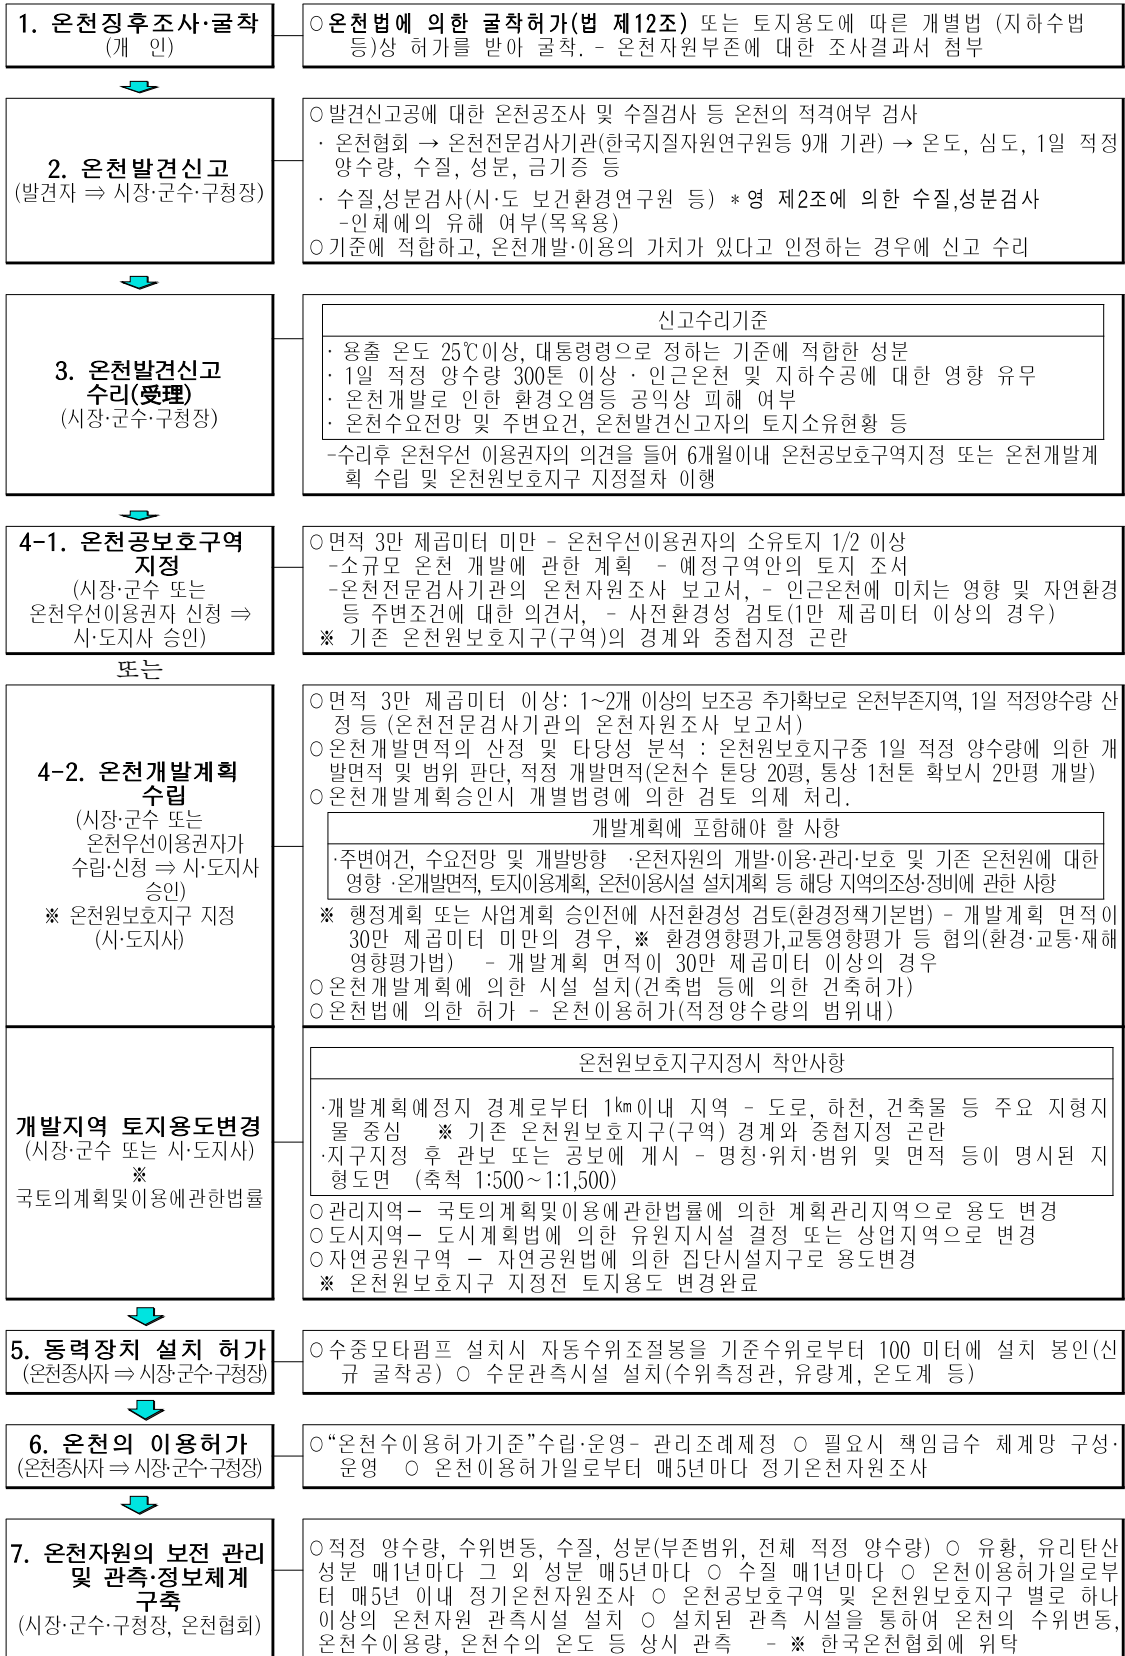 1. 온천징후조사·굴착
(개 인)
○온천법에 의한 굴착허가(법 제12조) 또는 토지용도에 따른 개별법 (지하수법
등)상 허가를 받아 굴착. - 온천자원부존에 대한 조사결과서 첨부
2. 온천발견신고
(발견자 ⇒ 시장·군수·구청장)
○발견신고공에 대한 온천공조사 및 수질검사 등 온천의 적격여부 검사
· 온천협회 → 온천전문검사기관(한국지질자원연구원등 9개 기관) → 온도, 심도, 1일 적정
양수량, 수질, 성분, 금기증 등
· 수질,성분검사(시·도 보건환경연구원 등) *영 제2조에 의한 수질,성분검사
-인체에의 유해 여부(목욕용)
○기준에 적합하고, 온천개발·이용의 가치가 있다고 인정하는 경우에 신고 수리
3. 온천발견신고
수리(受理)
(시장·군수·구청장)
신고수리기준
· 용출 온도 25℃이상, 대통령령으로 정하는 기준에 적합한 성분
· 1일 적정 양수량 300톤 이상 · 인근온천 및 지하수공에 대한 영향 유무
· 온천개발로 인한 환경오염등 공익상 피해 여부
· 온천수요전망 및 주변요건, 온천발견신고자의 토지소유현황 등
-수리후 온천우선 이용권자의 의견을 들어 6개월이내 온천공보호구역지정 또는 온천개발계
획 수립 및 온천원보호지구 지정절차 이행
4-1. 온천공보호구역
지정
(시장·군수 또는
온천우선이용권자 신청 ⇒
시·도지사 승인)
○면적 3만 제곱미터 미만 - 온천우선이용권자의 소유토지 1/2 이상
-소규모 온천 개발에 관한 계획 - 예정구역안의 토지 조서
-온천전문검사기관의 온천자원조사 보고서, - 인근온천에 미치는 영향 및 자연환경
등 주변조건에 대한 의견서, - 사전환경성 검토(1만 제곱미터 이상의 경우)
※ 기존 온천원보호지구(구역)의 경계와 중첩지정 곤란
또는
4-2. 온천개발계획
수립
(시장·군수 또는
온천우선이용권자가
수립·신청 ⇒ 시·도지사
승인)
※ 온천원보호지구 지정
(시·도지사)
○면적 3만 제곱미터 이상: 1~2개 이상의 보조공 추가확보로 온천부존지역, 1일 적정양수량 산
정 등 (온천전문검사기관의 온천자원조사 보고서)
○온천개발면적의 산정 및 타당성 분석 : 온천원보호지구중 1일 적정 양수량에 의한 개
발면적 및 범위 판단, 적정 개발면적(온천수 톤당 20평, 통상 1천톤 확보시 2만평 개발)
○온천개발계획승인시 개별법령에 의한 검토 의제 처리.
개발계획에 포함해야 할 사항
·주변여건, 수요전망 및 개발방향 ·온천자원의 개발·이용·관리·보호 및 기존 온천원에 대한
영향 ·온개발면적, 토지이용계획, 온천이용시설 설치계획 등 해당 지역의조성·정비에 관한 사항
※ 행정계획 또는 사업계획 승인전에 사전환경성 검토(환경정책기본법) - 개발계획 면적이
30만 제곱미터 미만의 경우, ※ 환경영향평가,교통영향평가 등 협의(환경·교통·재해
영향평가법) - 개발계획 면적이 30만 제곱미터 이상의 경우
○온천개발계획에 의한 시설 설치(건축법 등에 의한 건축허가)
○온천법에 의한 허가 - 온천이용허가(적정양수량의 범위내)
개발지역 토지용도변경
(시장·군수 또는 시·도지사)
※
국토의계획및이용에관한법률
온천원보호지구지정시 착안사항
·개발계획예정지 경계로부터 1㎞이내 지역 - 도로, 하천, 건축물 등 주요 지형지
물 중심 ※ 기존 온천원보호지구(구역) 경계와 중첩지정 곤란
·지구지정 후 관보 또는 공보에 게시 - 명칭·위치·범위 및 면적 등이 명시된 지
형도면 (축척 1:500~1:1,500)
○관리지역- 국토의계획및이용에관한법률에 의한 계획관리지역으로 용도 변경
○도시지역- 도시계획법에 의한 유원지시설 결정 또는 상업지역으로 변경
○자연공원구역 - 자연공원법에 의한 집단시설지구로 용도변경
※ 온천원보호지구 지정전 토지용도 변경완료
5. 동력장치 설치 허가
(온천종사자 ⇒ 시장·군수·구청장)
○수중모타펌프 설치시 자동수위조절봉을 기준수위로부터 100 미터에 설치 봉인(신
규 굴착공) ○ 수문관측시설 설치(수위측정관, 유량계, 온도계 등)
6. 온천의 이용허가
(온천종사자 ⇒ 시장·군수·구청장)
○“온천수이용허가기준”수립·운영- 관리조례제정 ○ 필요시 책임급수 체계망 구성·
운영 ○ 온천이용허가일로부터 매5년마다 정기온천자원조사
7. 온천자원의 보전 관리
및 관측·정보체계
구축
(시장·군수·구청장, 온천협회)
○적정 양수량, 수위변동, 수질, 성분(부존범위, 전체 적정 양수량) ○ 유황, 유리탄산
성분 매1년마다 그 외 성분 매5년마다 ○ 수질 매1년마다 ○ 온천이용허가일로부
터 매5년 이내 정기온천자원조사 ○ 온천공보호구역 및 온천원보호지구 별로 하나
이상의 온천자원 관측시설 설치 ○ 설치된 관측 시설을 통하여 온천의 수위변동,
온천수이용량, 온천수의 온도 등 상시 관측 - ※ 한국온천협회에 위탁